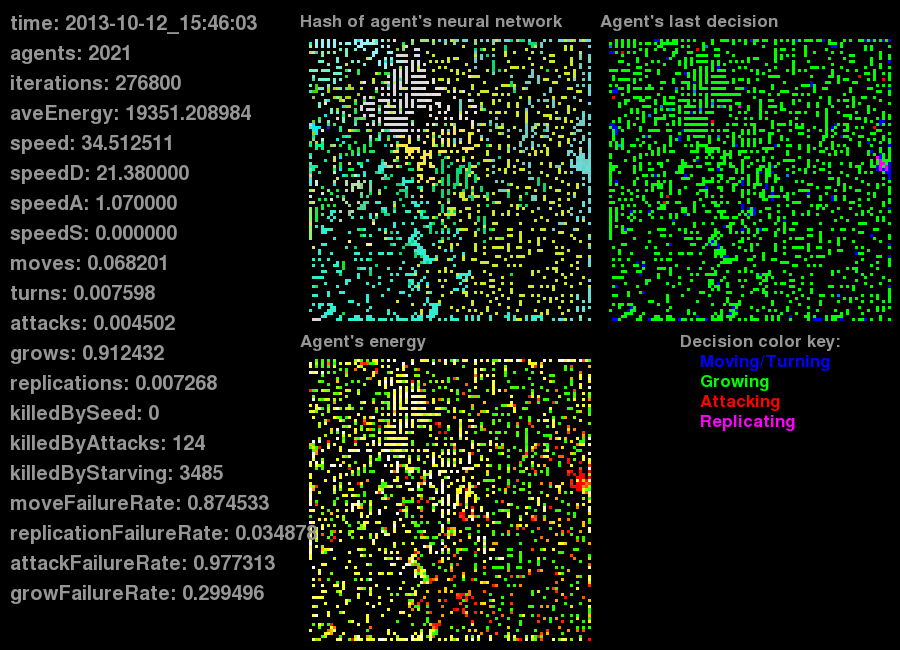 time: 2013-10-12_15:46:03
agents: 2021
iterations: 276800
aveEnergy: 19351.208984
speed: 34.512511
speedD: 21.380000
speedA: 1.070000
speedS: 0.000000
moves: 0.068201
turns: 0.007598
attacks: 0.004502
grows: 0.912432
replications: 0.007268
killedBySeed: 0
killedByAttacks: 124
killedByStarving: 3485
moveFailureRate: 0.874533
replicationFailureRate: 0.034878
attackFailureRate: 0.977313
growFailureRate: 0.299496
Hash of agent's neural network
Agent's last decision
Agent's energy
Decision color key:
Moving/Turning
Growing
Attacking
Replicating